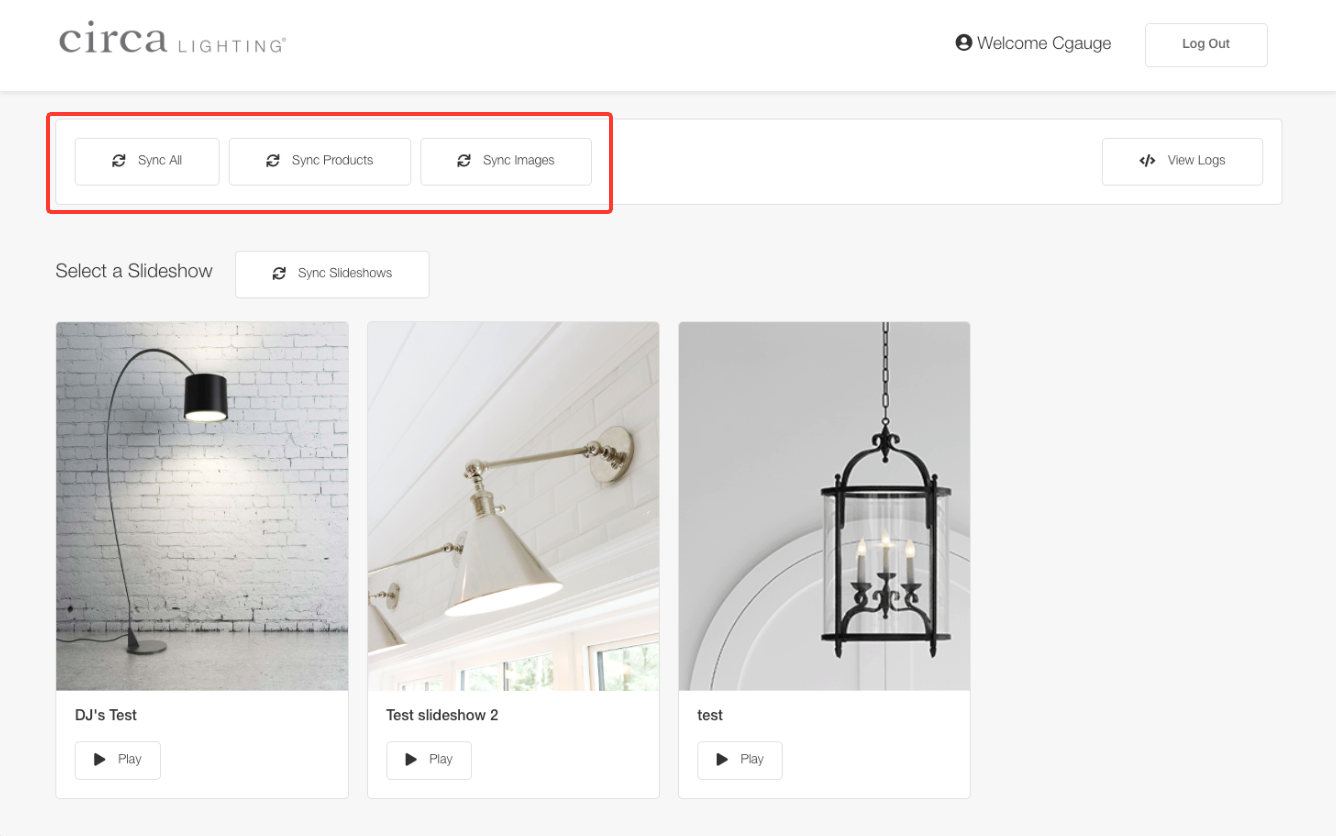 circa LIGHTING®
Welcome Cgauge
Log Out
Sync All
Sync Products
Sync Images
View Logs
Select a Slideshow
Sync Slideshows
DJ's Test
Test slideshow 2
test
Play
Play
Play